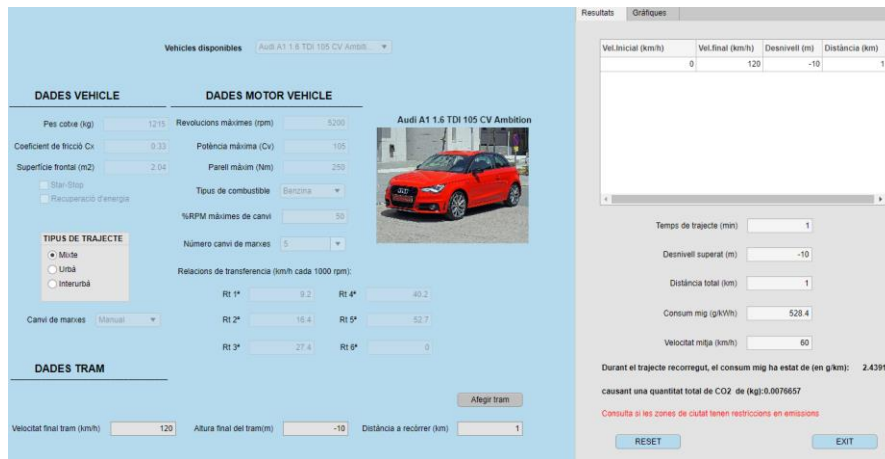 Resultats Gráfiques
Vehicles disponibles Audi A1 1.6 TDI 105 CV Ambiti...
Vel.Inicial (km/h) Vel.final (km/h) Desnivell (m) Distància (km)
0 120 -10 1
DADES VEHICLE DADES MOTOR VEHICLE
Pes cotxe (kg) 1215 Revolucions máximes (rpm) 5200 Audi A1 1.6 TDI 105 CV Ambition
Coeficient de fricció Cx 0.33 Potència máxima (Cv) 105
Superfície frontal (m2) 2.04 Parell máxim (Nm) 250
Star-Stop
Recuperació d'energia
Tipus de combustible Benzina
%RPM máximes de canvi 50
TIPUS DE TRAJECTE
Mixte
Urbà
Interurbá
Número canvi de marxes 5
Relacions de transferencia (km/h cada 1000 rpm):
Rt 1ª 9.2 Rt 4ª 40.2
Canvi de marxes Manual Rt 2ª 18.4 Rt 5ª 52.7
Rt 3ª 27.4 Rt 6ª 0
Temps de trajecte (min) 1
Desnivell superat (m) -10
Distància total (km) 1
Consum mig (g/kWh) 528.4
Velocitat mitja (km/h) 60
DADES TRAM
Afegir tram
Velocitat final tram (km/h) 120 Altura final del tram(m) -10 Distància a recórrer (km) 1
Durant el trajecte recorregut, el consum mig ha estat de (en g/km): 2.4391
causant una quantitat total de CO2 de (kg):0.0076657
Consulta si les zones de ciutat tenen restriccions en emissions
RESET EXIT